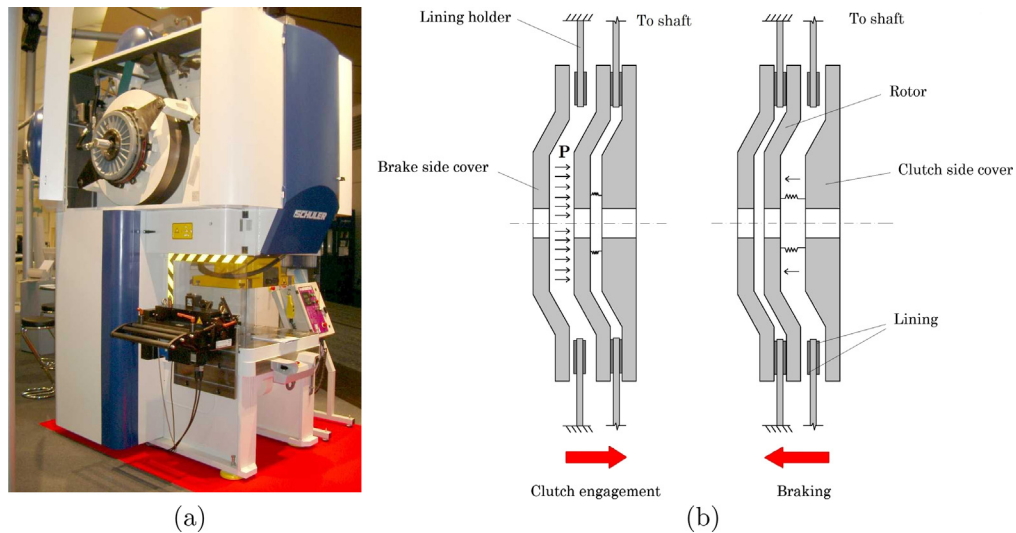 SCHULER
Lining holder
To shaft
To shaft
Rotor
P
Brake side cover
Clutch side cover
Lining
Clutch engagement
Braking
(a)
(b)